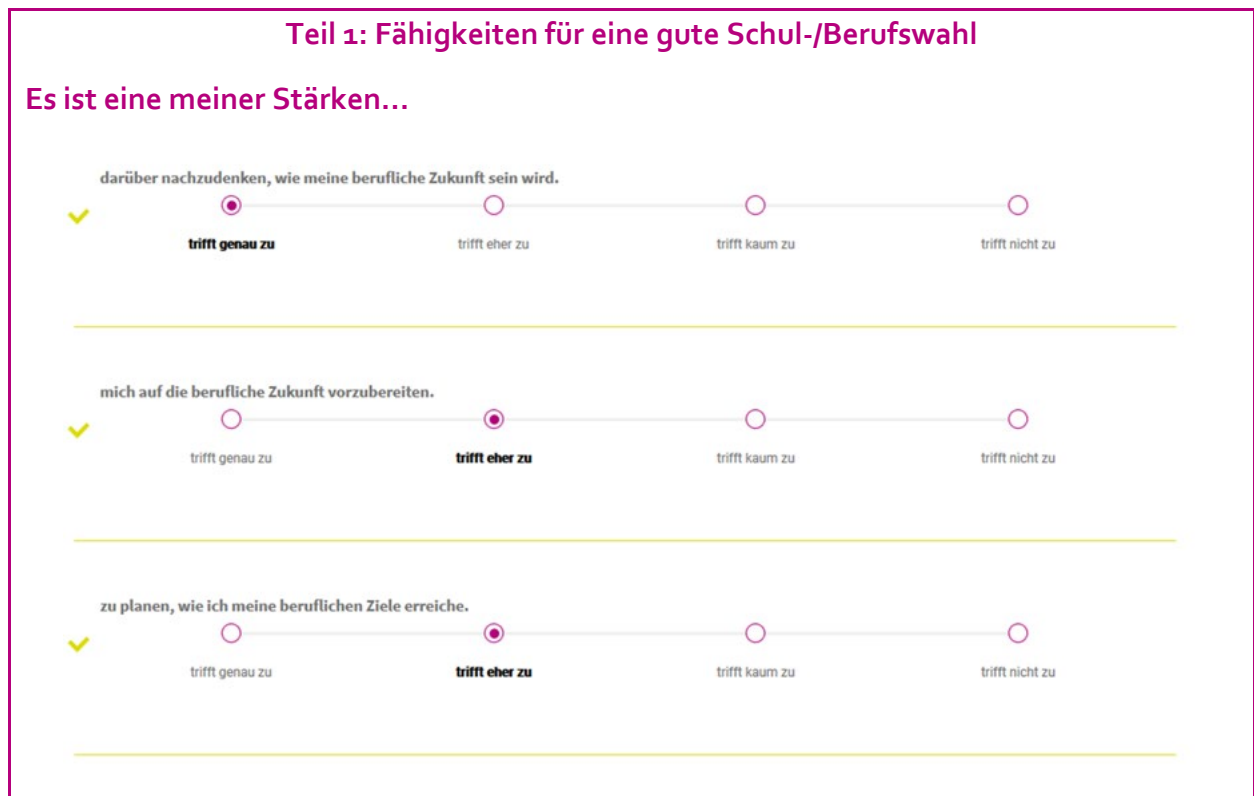 Teil 1: Fähigkeiten für eine gute Schul-/Berufswahl
Es ist eine meiner Stärken...
darüber nachzudenken, wie meine berufliche Zukunft sein wird.
trifft genau zu trifft eher zu trifft kaum zu trifft nicht zu
mich auf die berufliche Zukunft vorzubereiten.
trifft genau zu trifft eher zu trifft kaum zu trifft nicht zu
zu planen, wie ich meine beruflichen Ziele erreiche.
trifft genau zu trifft eher zu trifft kaum zu trifft nicht zu